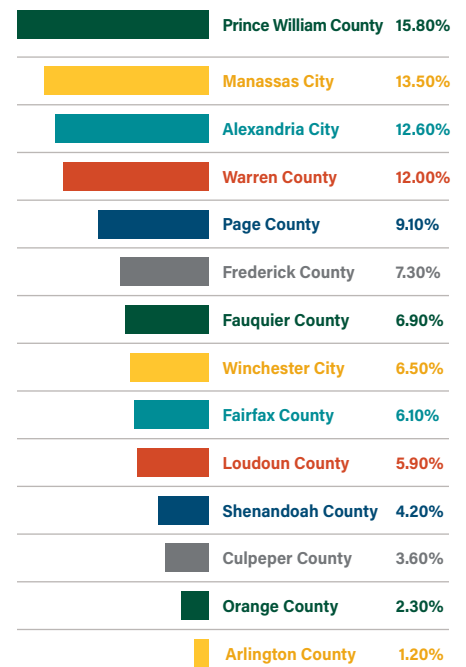 Prince William County 15.80%
Manassas City 13.50%
Alexandria City 12.60%
Warren County 12.00%
Page County 9.10%
Frederick County 7.30%
Fauquier County 6.90%
Winchester City 6.50%
Fairfax County 6.10%
Loudoun County 5.90%
Shenandoah County 4.20%
Culpeper County 3.60%
Orange County 2.30%
Arlington County 1.20%